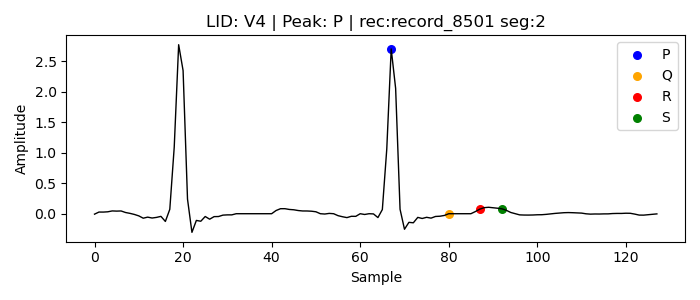 LID: V4 | Peak: P | rec:record_8501 seg:2
Amplitude
2.5
2.0
1.5
1.0
0.5
0.0
P
Q
R
S
0 20 40 60 80 100 120
Sample